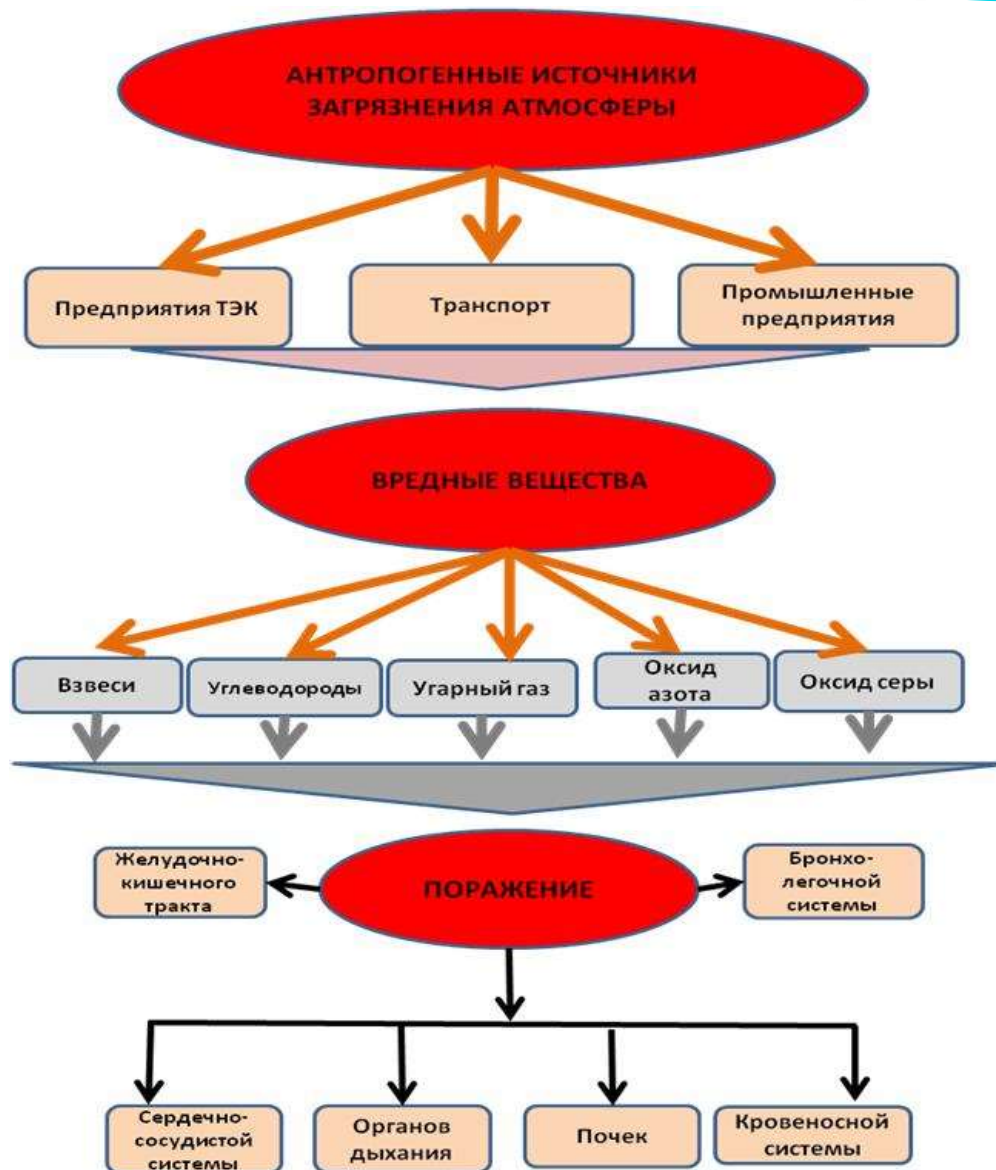 АНТРОПОГЕННЫЕ ИСТОЧНИКИ
ЗАГРЯЗНЕНИЯ АТМОСФЕРЫ
Предприятия ТЭК
Транспорт
Промышленные
предприятия
ВРЕДНЫЕ ВЕЩЕСТВА
Взвеси
Углеводороды
Угарный газ
Оксид
азота
Оксид серы
Желудочно-
кишечного
тракта
ПОРАЖЕНИЕ
Бронхо-
легочной
системы
Сердечно-
сосудистой
системы
Органов
дыхания
Почек
Кровеносной
системы